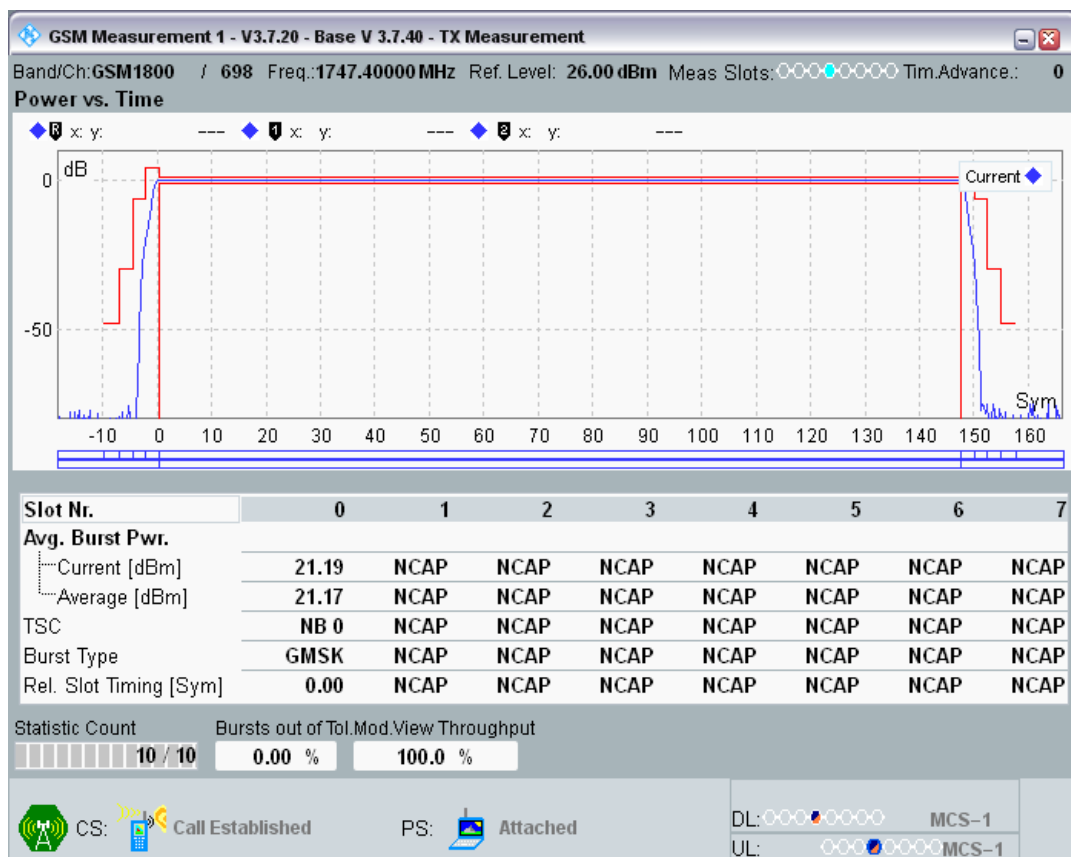 GSM Measurement 1 - V3.7.20 - Base V 3.7.40 - TX Measurement
Band/Ch:GSM1800 / 698 Freq.:1747.40000 MHz Ref. Level: 26.00 dBm Meas Slots: Tim.Advance.: 0
Power vs. Time
R x: y: --- 1 x: y: --- 2 x: y: ---
dB
Current
0
-50
Sym
-10 0 10 20 30 40 50 60 70 80 90 100 110 120 130 140 150 160
Slot Nr. 0 1 2 3 4 5 6 7
Avg. Burst Pwr.
Current [dBm] 21.19 NCAP NCAP NCAP NCAP NCAP NCAP NCAP
Average [dBm] 21.17 NCAP NCAP NCAP NCAP NCAP NCAP NCAP
TSC NB 0 NCAP NCAP NCAP NCAP NCAP NCAP NCAP
Burst Type GMSK NCAP NCAP NCAP NCAP NCAP NCAP NCAP
Rel. Slot Timing [Sym] 0.00 NCAP NCAP NCAP NCAP NCAP NCAP NCAP
Statistic Count Bursts out of Tol.Mod.View Throughput
10 / 10 0.00 % 100.0 %
CS: Call Established PS: Attached
DL: MCS-1
UL: MCS-1